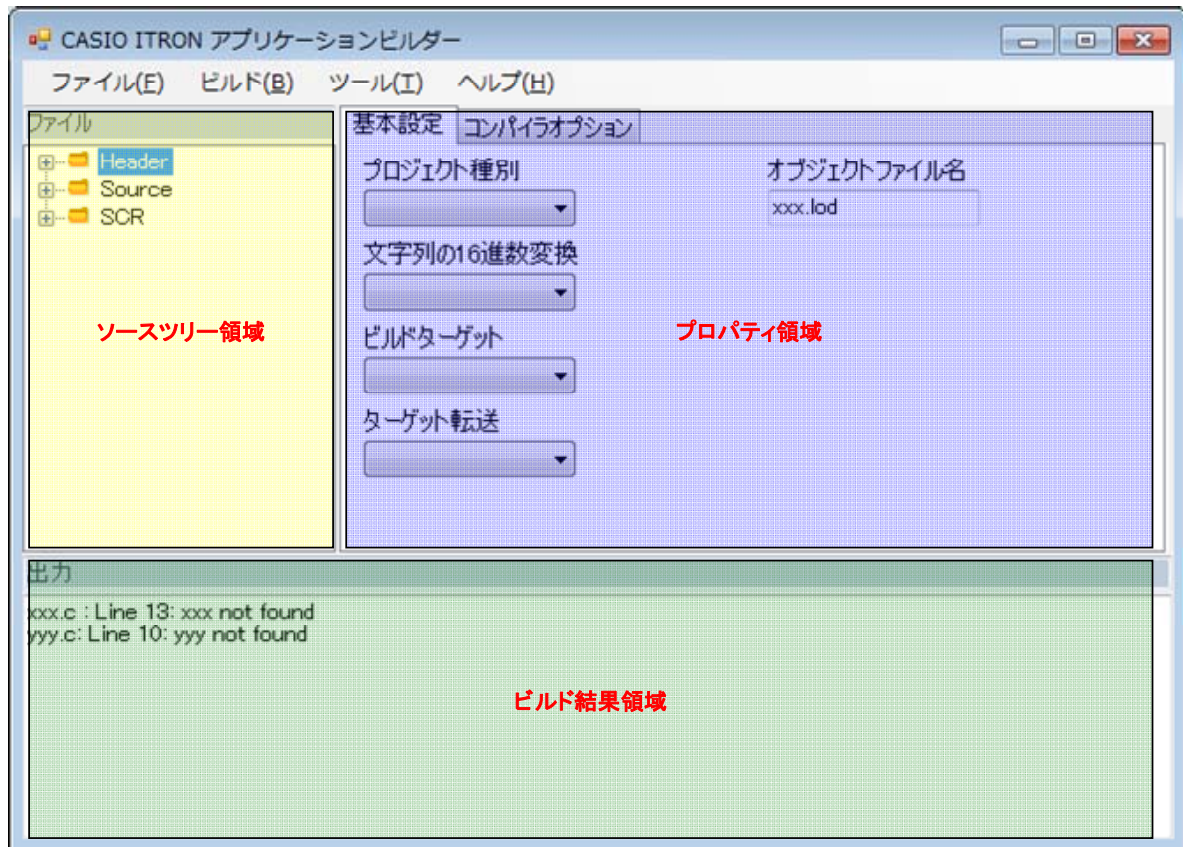 CASIO ITRON アプリケーションビルダー
ファイル(F) ビルド(B) ツール(T) ヘルプ(H)
ファイル
Header
Source
SCR
ソースツリー領域
基本設定 コンパイラオプション
プロジェクト種別
オブジェクトファイル名
xxx.lod
文字列の16進数変換
ビルドターゲット
ターゲット転送
プロパティ領域
出力
xxx.c : Line 13: xxx not found
yyy.c: Line 10: yyy not found
ビルド結果領域